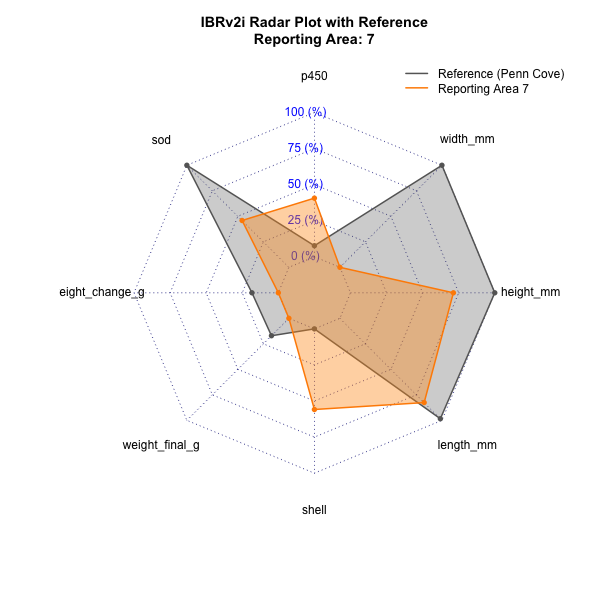 IBRv2i Radar Plot with Reference
Reporting Area: 7
p450
Reference (Penn Cove)
Reporting Area 7
100 (%)
sod
width_mm
75 (%)
50 (%)
25 (%)
0 (%)
eight_change_g
height_mm
weight_final_g
length_mm
shell